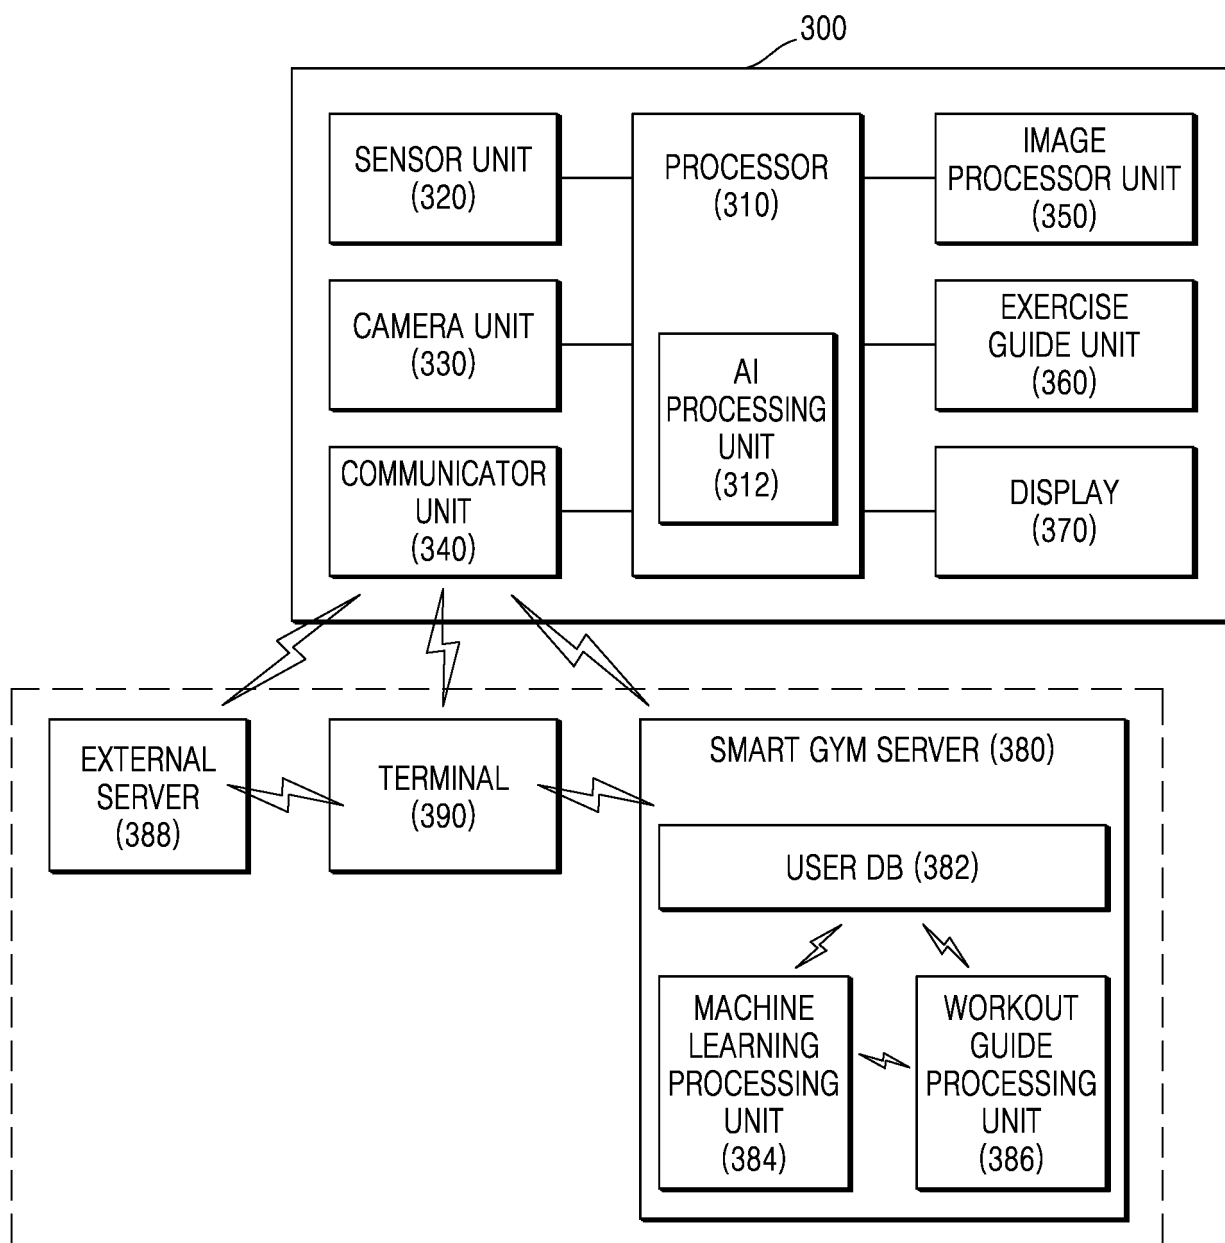 300
SENSOR UNIT
(320)
PROCESSOR
(310)
IMAGE
PROCESSOR UNIT
(350)
CAMERA UNIT
(330)
AI
PROCESSING
UNIT
(312)
EXERCISE
GUIDE UNIT
(360)
COMMUNICATOR
UNIT
(340)
DISPLAY
(370)
EXTERNAL
SERVER
(388)
TERMINAL
(390)
SMART GYM SERVER (380)
USER DB (382)
MACHINE
LEARNING
PROCESSING
UNIT
(384)
WORKOUT
GUIDE
PROCESSING
UNIT
(386)